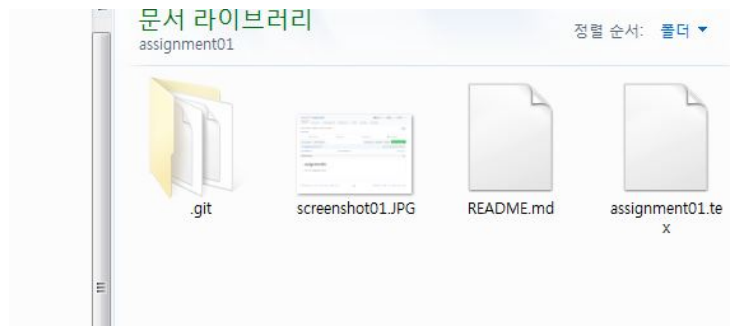 문서 라이브러리
assignment01
정렬 순서: 폴더
.git
screenshot01.JPG
README.md
assignment01.te
x